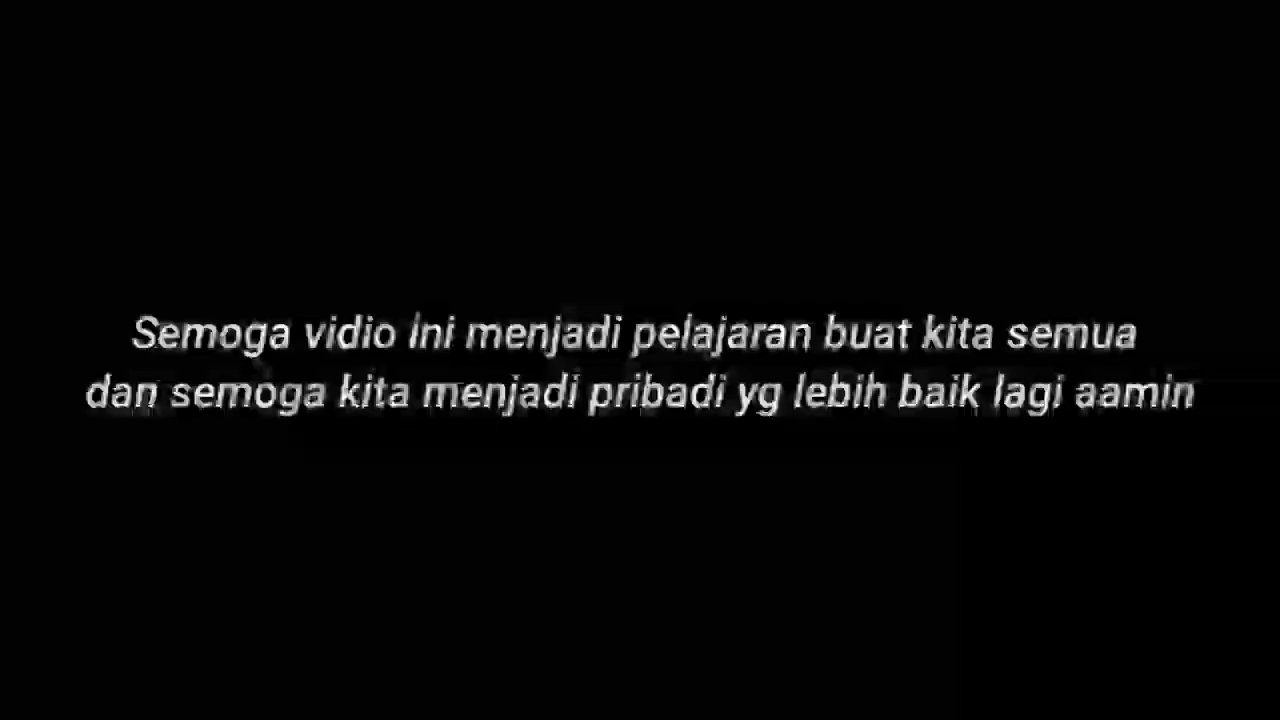 Semoga vidio ini menjadi pelajaran buat kita semua
dan semoga kita menjadi pribadi yg lebih baik lagi aamin